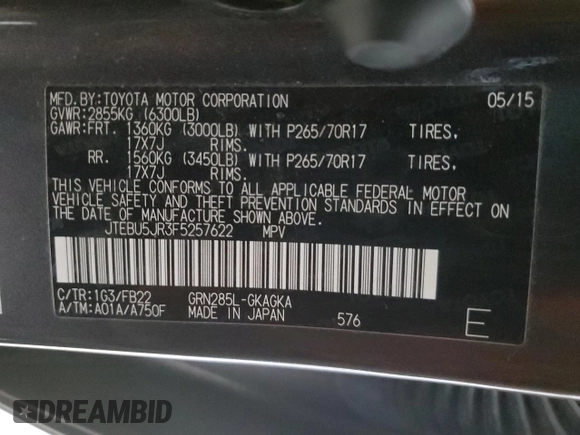 MFD.BY:TOYOTA MOTOR CORPORATION 05/15
GVWR:2855KG (6300LB)
GAWR:FRT. 1360KG (3000LB) WITH P265/70R17 TIRES,
17X7J RIMS.
RR. 1560KG (3450LB) WITH P265/70R17 TIRES,
17X7J RIMS.
THIS VEHICLE CONFORMS TO ALL APPLICABLE FEDERAL MOTOR
VEHICLE SAFETY AND THEFT PREVENTION STANDARDS IN EFFECT ON
THE DATE OF MANUFACTURE SHOWN ABOVE.
JTEBU5JR3F5257622 MPV
C/TR:1G3/FB22 GRN285L-GKAGKA
A/TM:A01A/A750F MADE IN JAPAN 576 E
DREAMBID